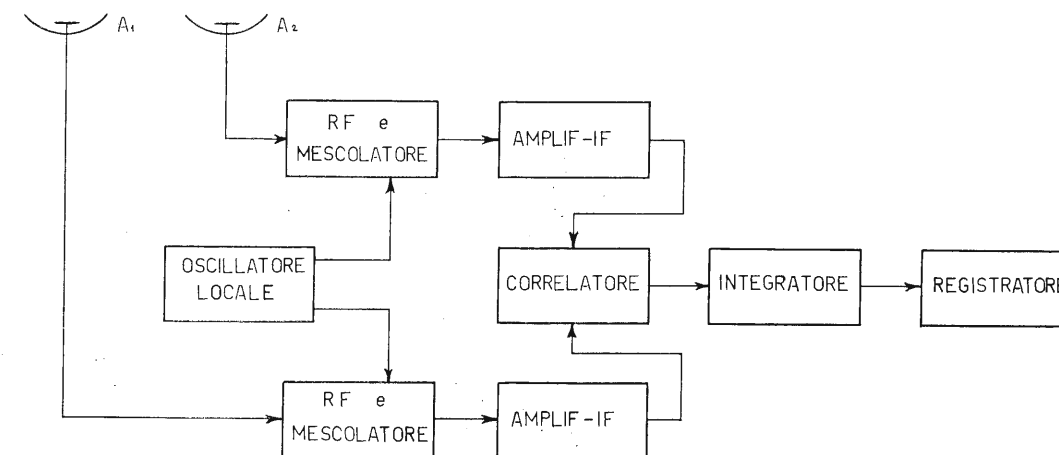 A₁
A₂
RF e
MESCOLATORE
AMPLIF-IF
OSCILLATORE
LOCALE
CORRELATORE
INTEGRATORE
REGISTRATORE
RF e
MESCOLATORE
AMPLIF-IF